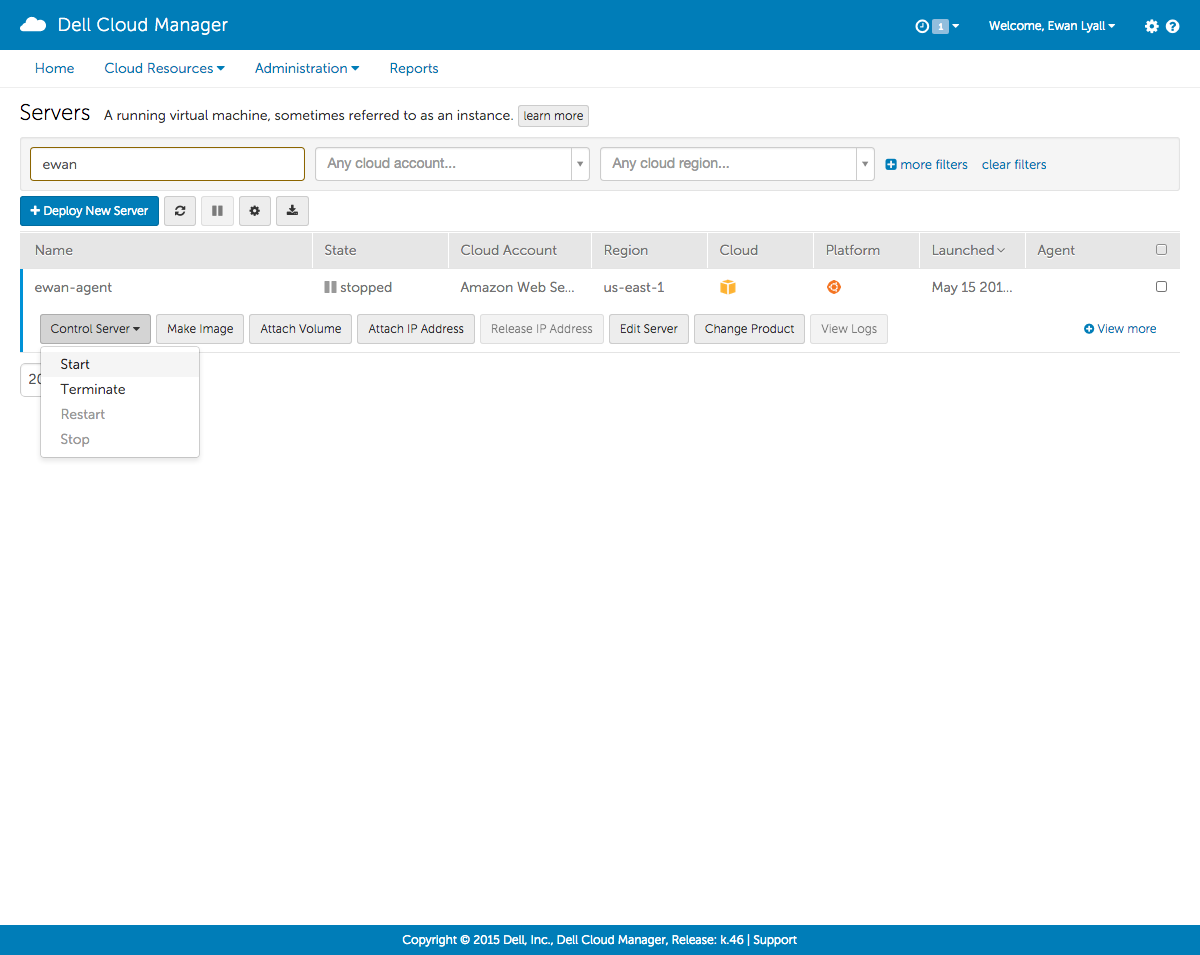 Dell Cloud Manager 1 Welcome, Ewan Lyall
Home Cloud Resources Administration Reports
Servers A running virtual machine, sometimes referred to as an instance. learn more
ewan Any cloud account... Any cloud region... more filters clear filters
Deploy New Server
Name State Cloud Account Region Cloud Platform Launched Agent
ewan-agent stopped Amazon Web Se... us-east-1 May 15 201...
Control Server Make Image Attach Volume Attach IP Address Release IP Address Edit Server Change Product View Logs View more
Start
20
Terminate
Restart
Stop
Copyright © 2015 Dell, Inc., Dell Cloud Manager, Release: k.46 | Support